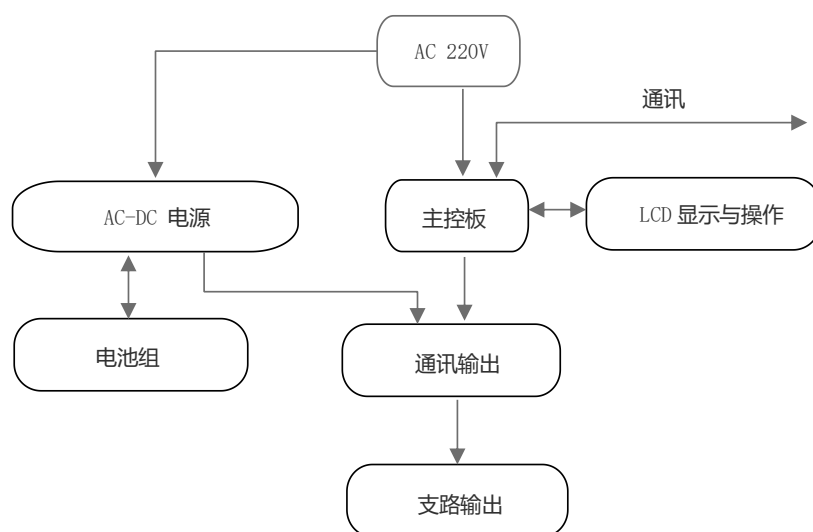 AC 220V
通讯
AC-DC 电源
主控板
LCD 显示与操作
电池组
通讯输出
支路输出